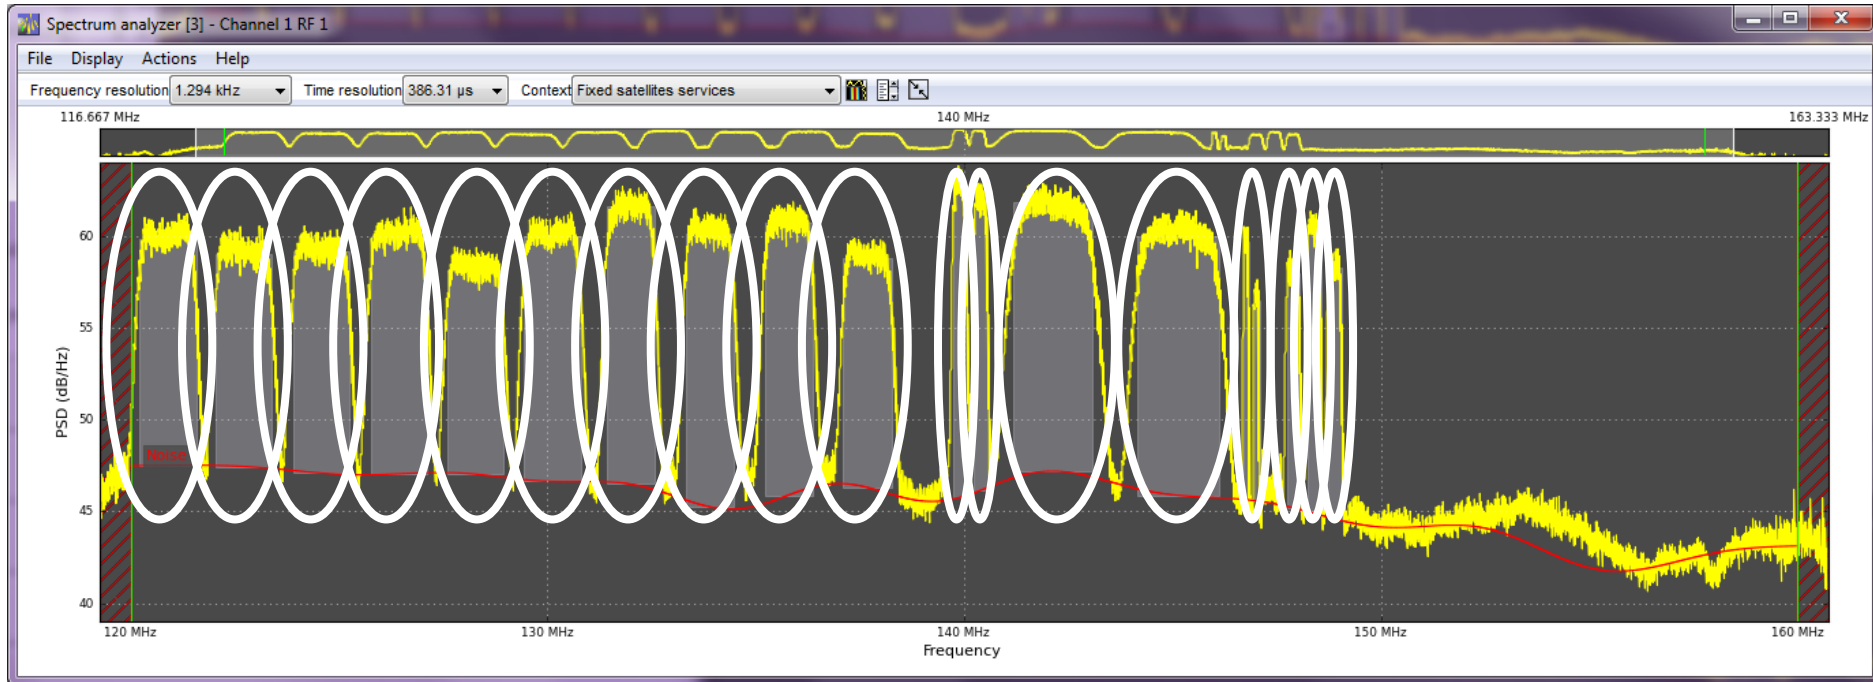 Spectrum analyzer [3] - Channel 1 RF 1
File Display Actions Help
Frequency resolution 1.294 kHz Time resolution 386.31 µs Context Fixed satellites services
116.667 MHz 140 MHz 163.333 MHz
60
55
50
45
40
PSD (dB/Hz)
Noise
120 MHz 130 MHz 140 MHz 150 MHz 160 MHz
Frequency